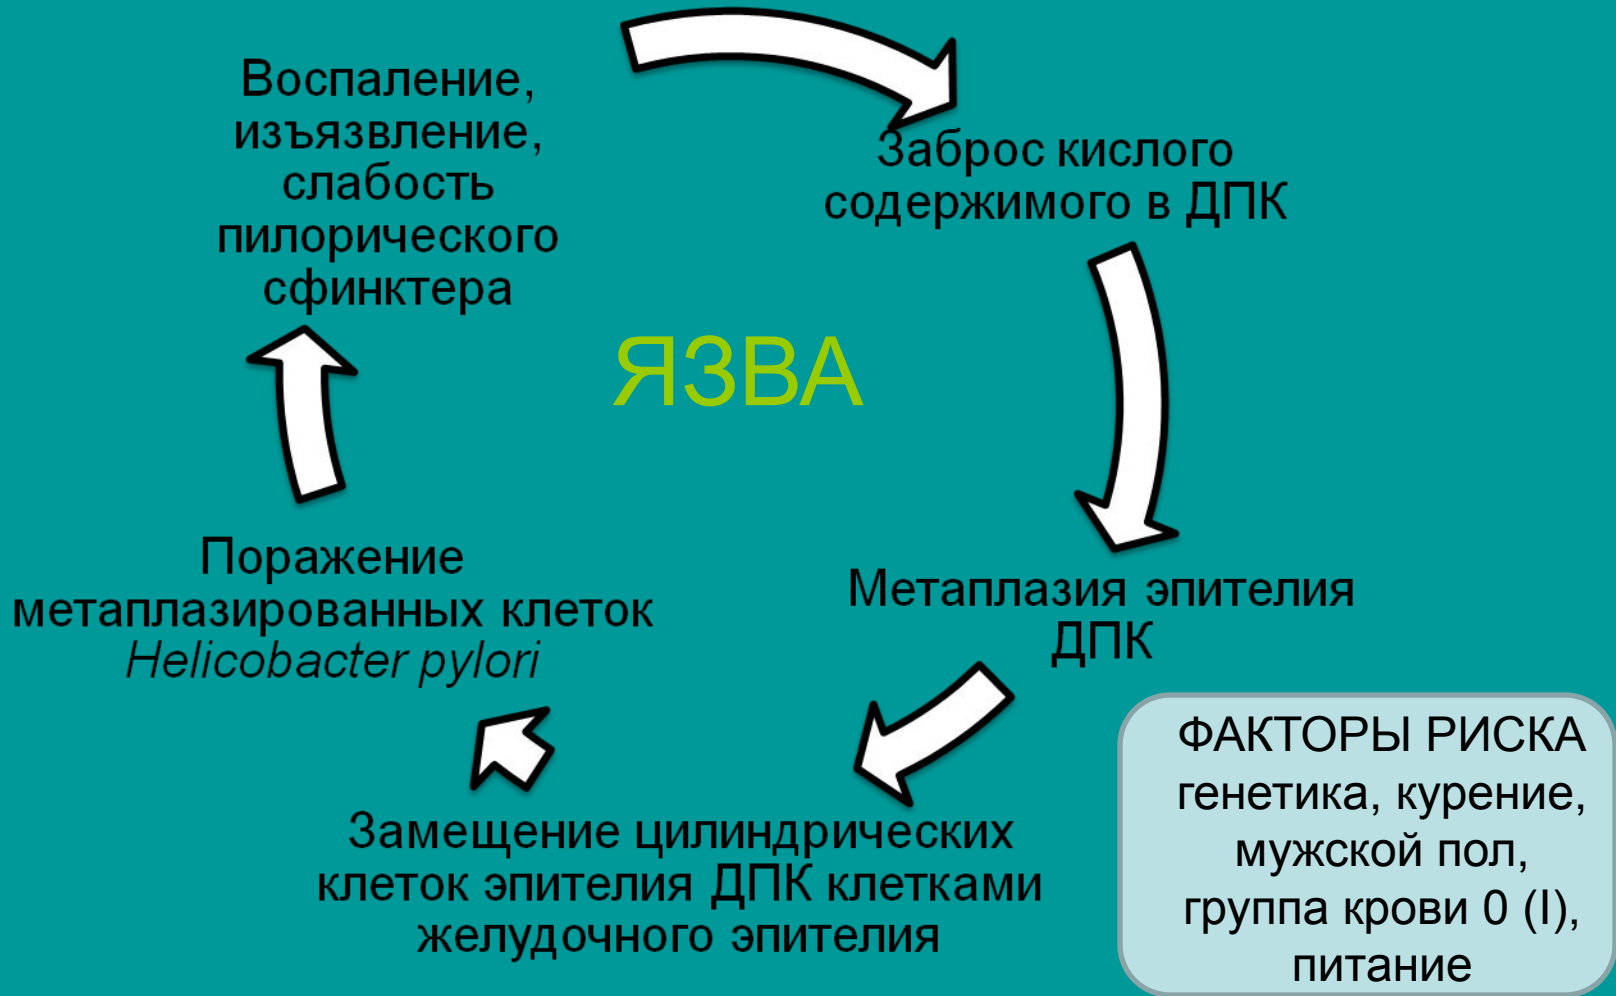 Воспаление,
изъязвление,
слабость
пилорического
сфинктера
Заброс кислого
содержимого в ДПК
ЯЗВА
Метаплазия эпителия
ДПК
Замещение цилиндрических
клеток эпителия ДПК клетками
желудочного эпителия
Поражение
метаплазированных клеток
Helicobacter pylori
ФАКТОРЫ РИСКА
генетика, курение,
мужской пол,
группа крови 0 (I),
питание